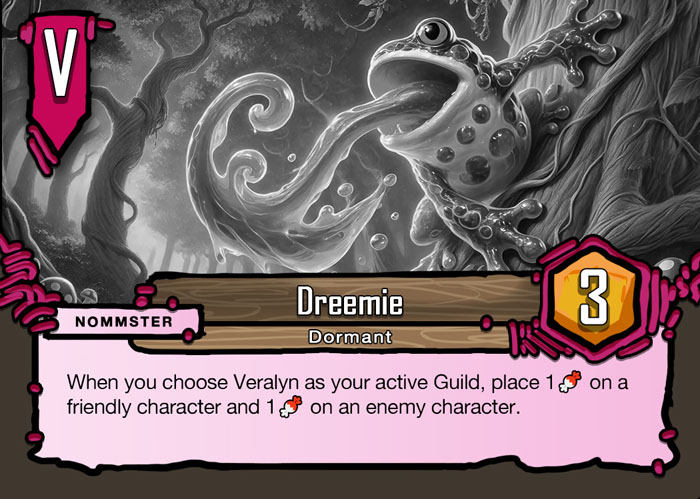 V
Dreemie
3
NOMMSTER
Dormant
When you choose Veralyn as your active Guild, place 1 on a
friendly character and 1 on an enemy character.